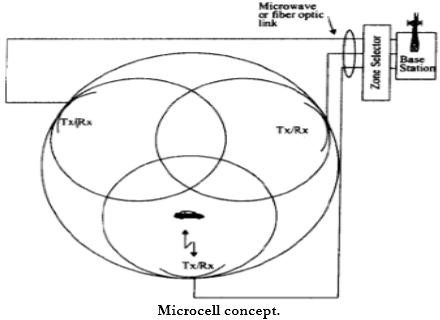 Microwave
or fiber optic
link
Zone Selector
Base
Station
Tx/Rx
Tx/Rx
Tx/Rx
Microcell concept.